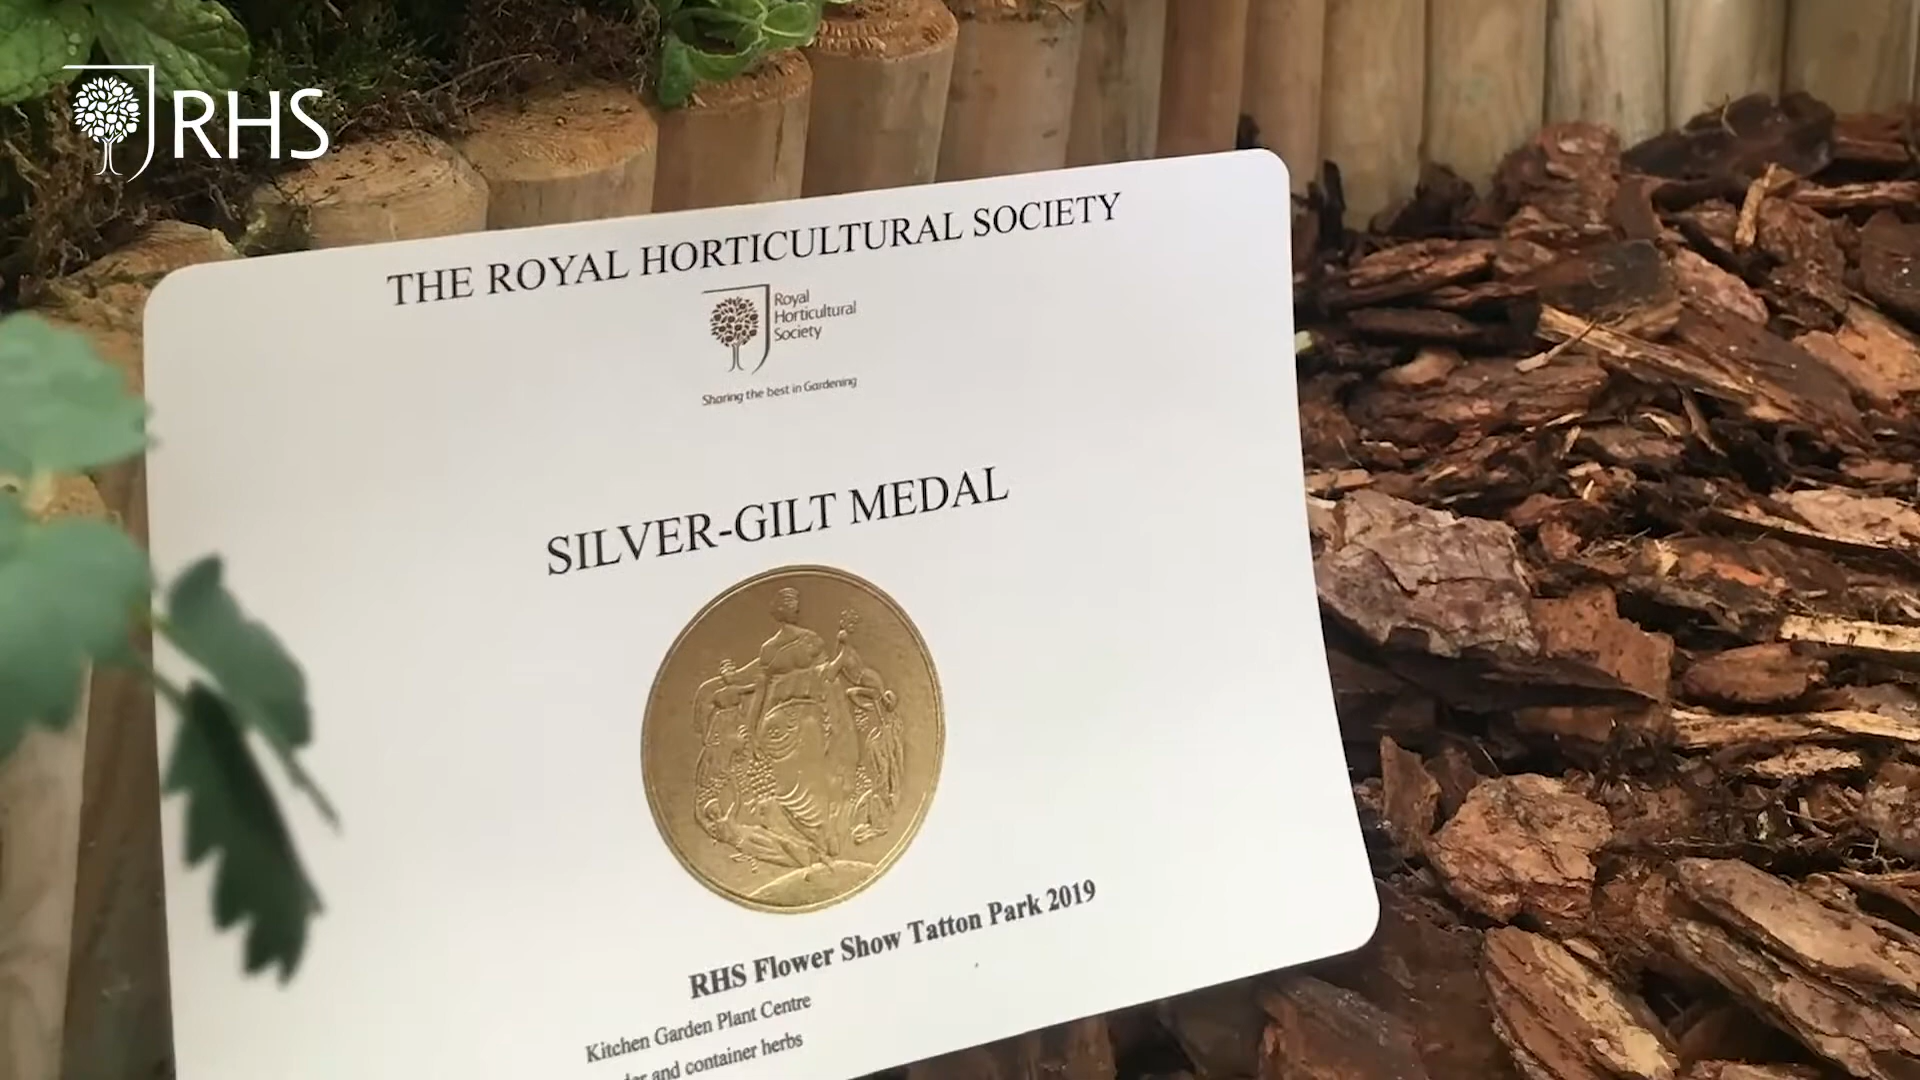 RHS
THE ROYAL HORTICULTURAL SOCIETY
Royal
Horticultural
Society
Sharing the best in Gardening
SILVER-GILT MEDAL
RHS Flower Show Tatton Park 2019
Kitchen Garden Plant Centre
and container herbs